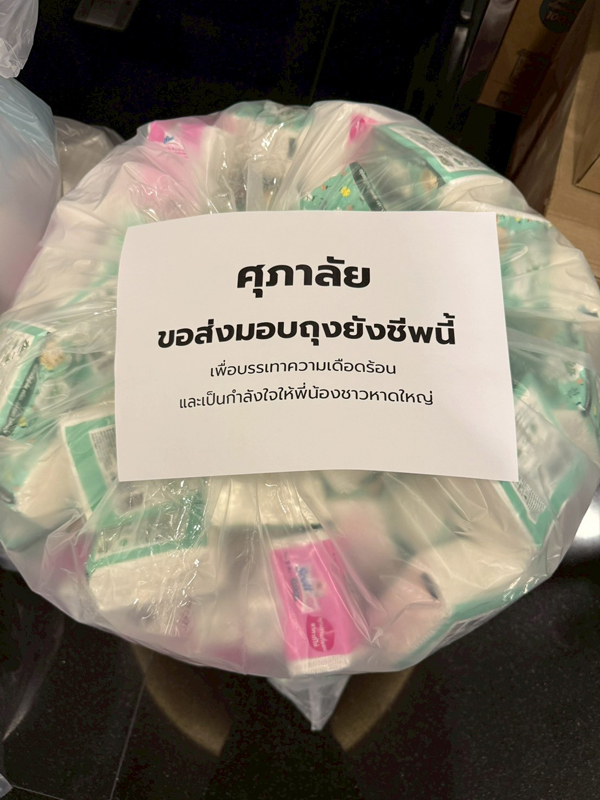 ศุภาลัย
ขอส่งมอบถุงยังชีพนี้
เพื่อบรรเทาความเดือดร้อน
และเป็นกำลังใจให้พี่น้องชาวหาดใหญ่